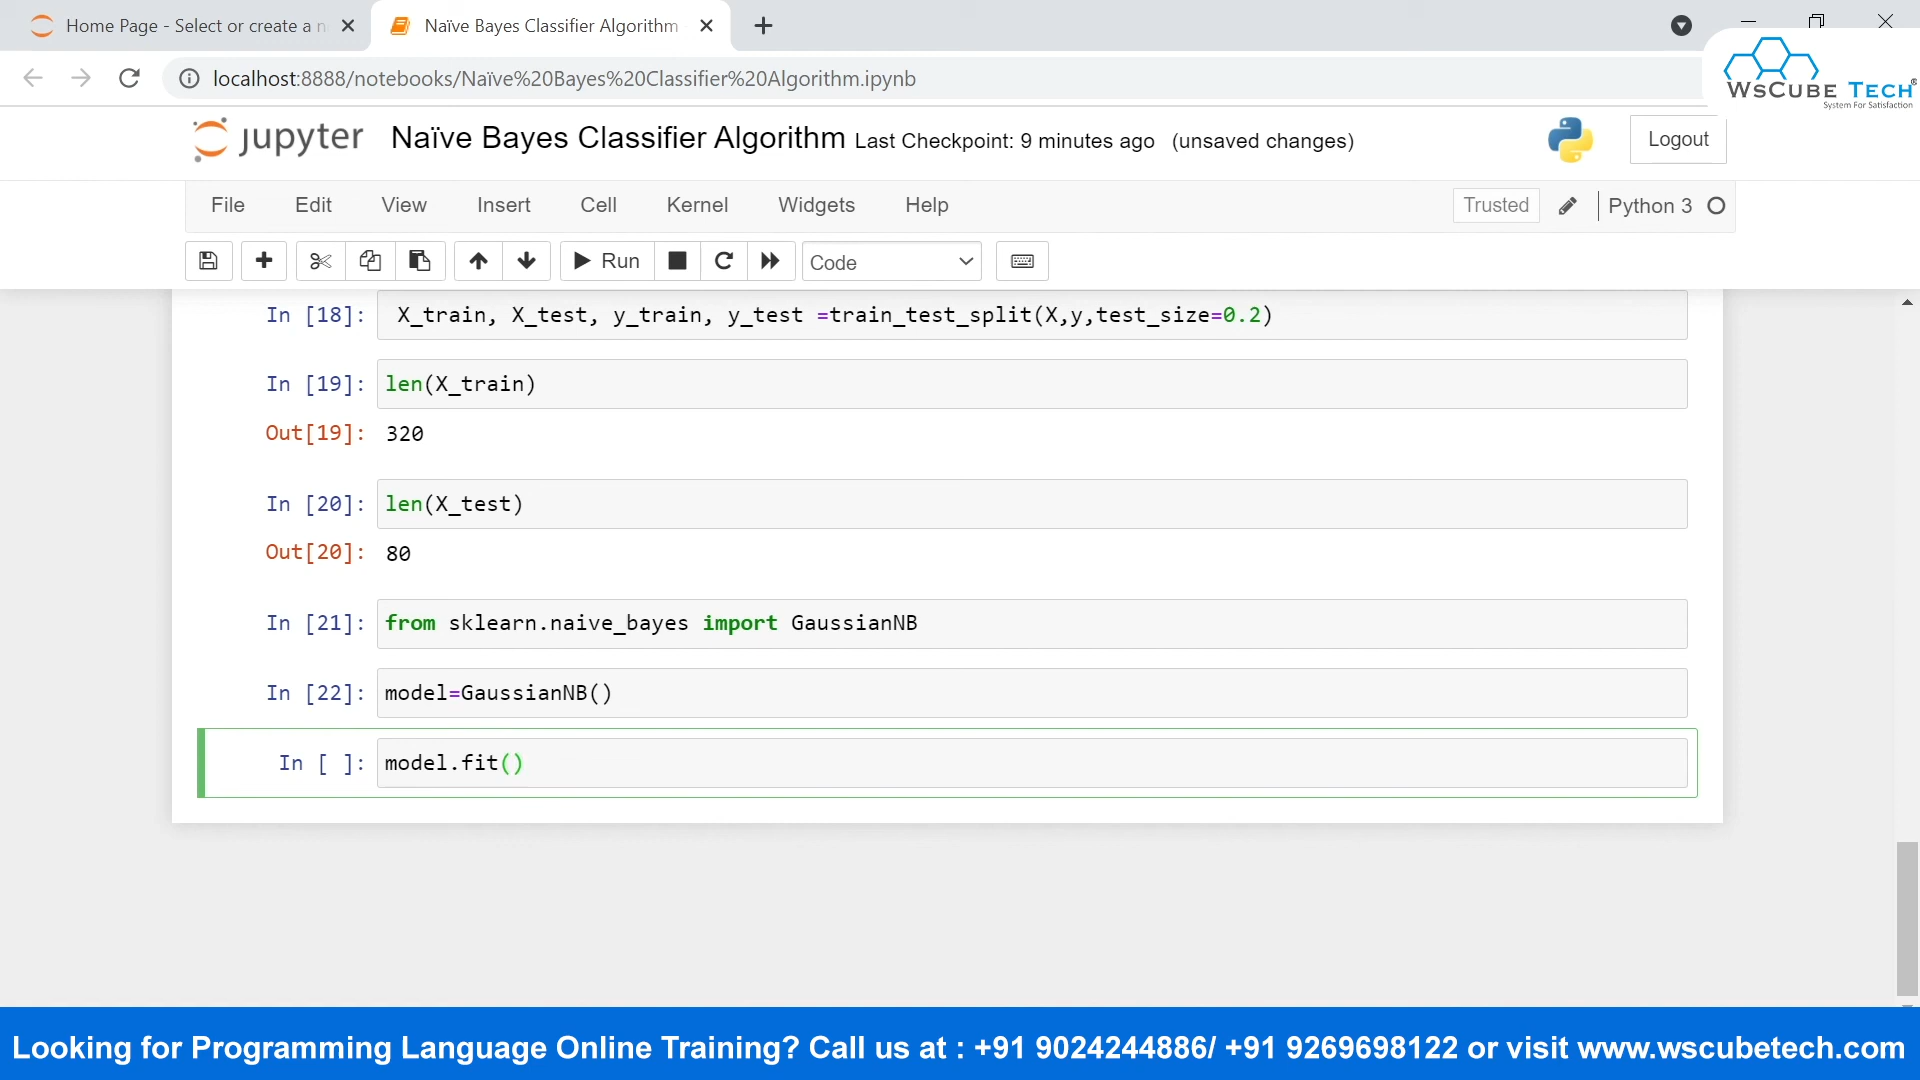 Home Page - Select or create a n
Naïve Bayes Classifier Algorithm
localhost:8888/notebooks/Naïve%20Bayes%20Classifier%20Algorithm.ipynb
WsCube Tech®
System For Satisfaction
jupyter Naïve Bayes Classifier Algorithm Last Checkpoint: 9 minutes ago (unsaved changes)
Logout
File Edit View Insert Cell Kernel Widgets Help
Trusted
Python 3
Run
Code
In [18]: X_train, X_test, y_train, y_test =train_test_split(X,y,test_size=0.2)
In [19]: len(X_train)
Out[19]: 320
In [20]: len(X_test)
Out[20]: 80
In [21]: from sklearn.naive_bayes import GaussianNB
In [22]: model=GaussianNB()
In [ ]: model.fit()
Looking for Programming Language Online Training? Call us at : +91 9024244886/ +91 9269698122 or visit www.wscubetech.com